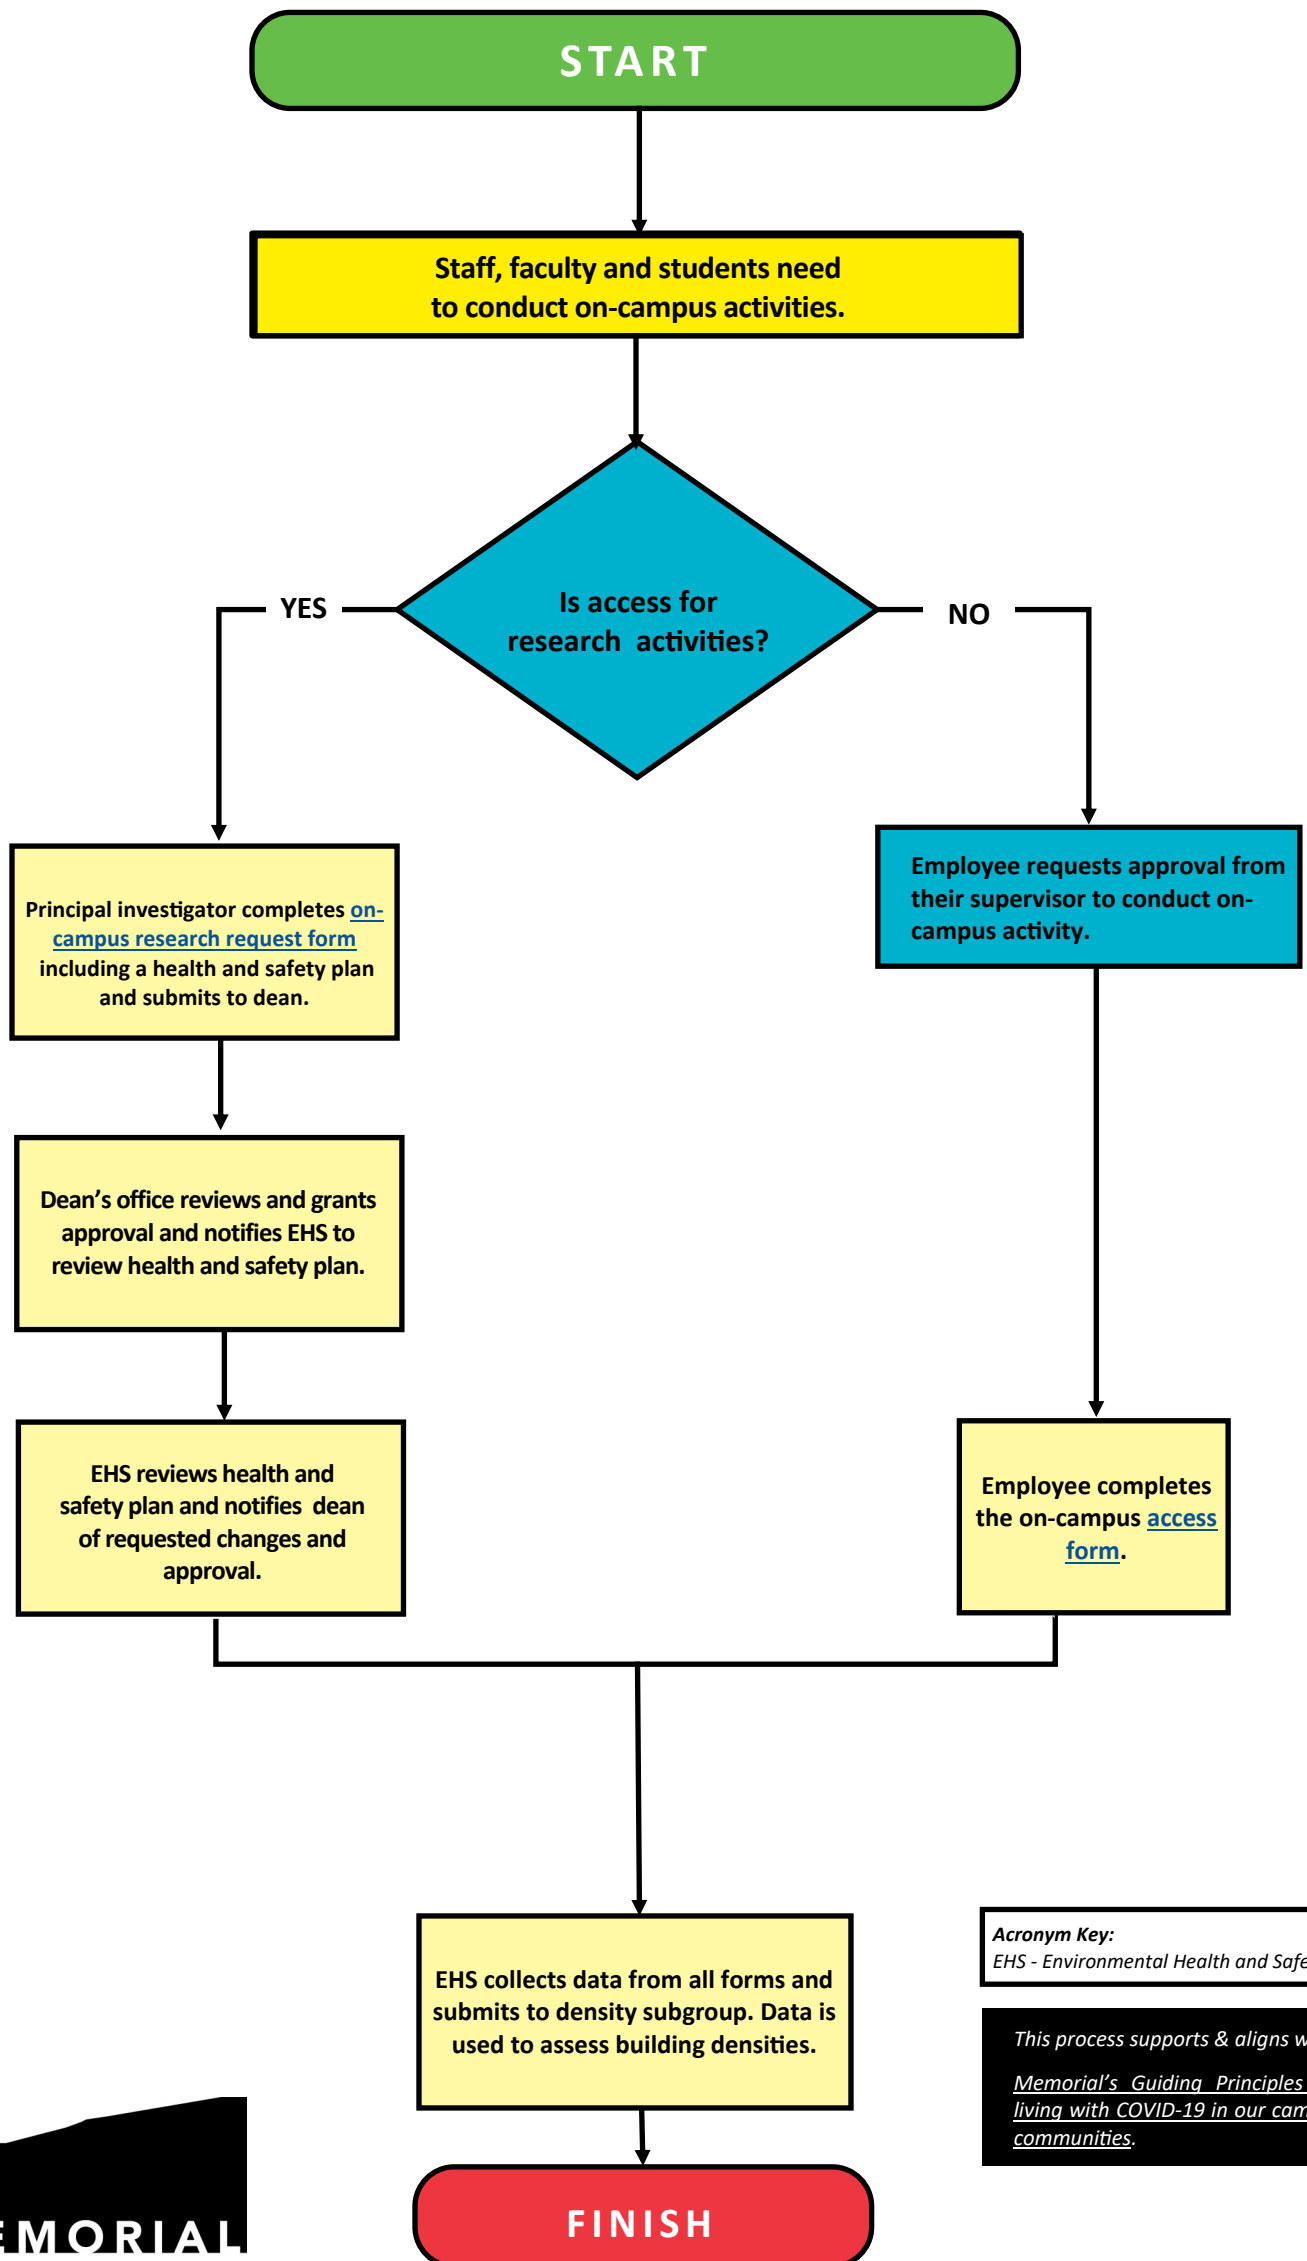 START
Staff, faculty and students need
to conduct on-campus activities.
Is access for
research activities?
YES
NO
Principal investigator completes on-
campus research request form
including a health and safety plan
and submits to dean.
Employee requests approval from
their supervisor to conduct on-
campus activity.
Dean's office reviews and grants
approval and notifies EHS to
review health and safety plan.
EHS reviews health and
safety plan and notifies dean
of requested changes and
approval.
Employee completes
the on-campus access
form.
EHS collects data from all forms and
submits to density subgroup. Data is
used to assess building densities.
Acronym Key:
EHS - Environmental Health and
This process supports & aligns
Memorial's Guiding Principles
living with COVID-19 in our
communities.
FINISH